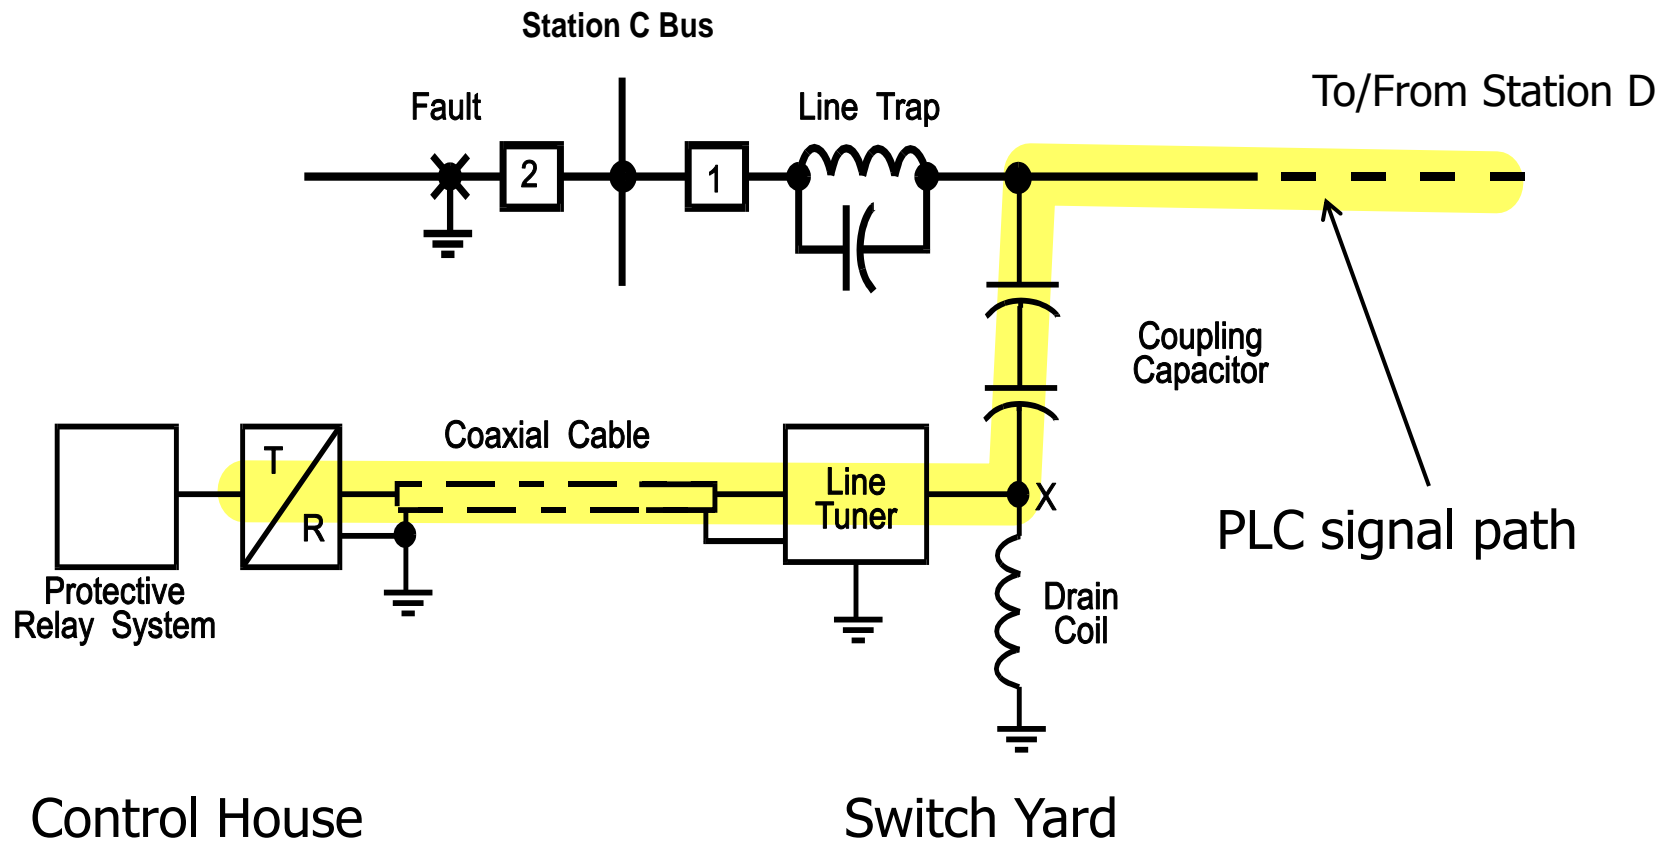 Station C Bus
To/From Station D
Fault
Line Trap
2
1
Coupling
Capacitor
Coaxial Cable
T
R
Line
Tuner
X
PLC signal path
Protective
Relay System
Drain
Coil
Control House
Switch Yard